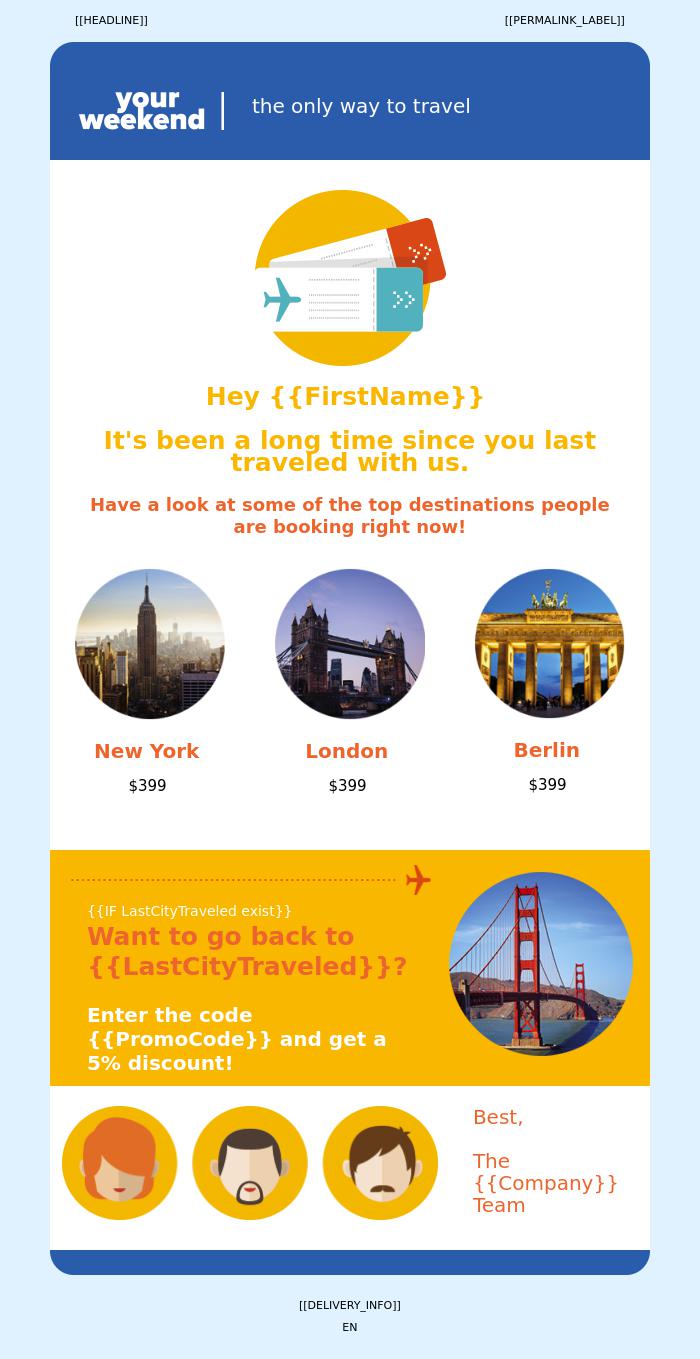 [[HEADLINE]]
[[PERMALINK_LABEL]]
your
weekend
the only way to travel
Hey {{FirstName}}
It's been a long time since you last
traveled with us.
Have a look at some of the top destinations people
are booking right now!
New York
London
Berlin
$399
$399
$399
{{IF LastCityTraveled exist}}
Want to go back to
{{LastCityTraveled}}?
Enter the code
{{PromoCode}} and get a
5% discount!
Best,
The
{{Company}}
Team
[[DELIVERY_INFO]]
EN